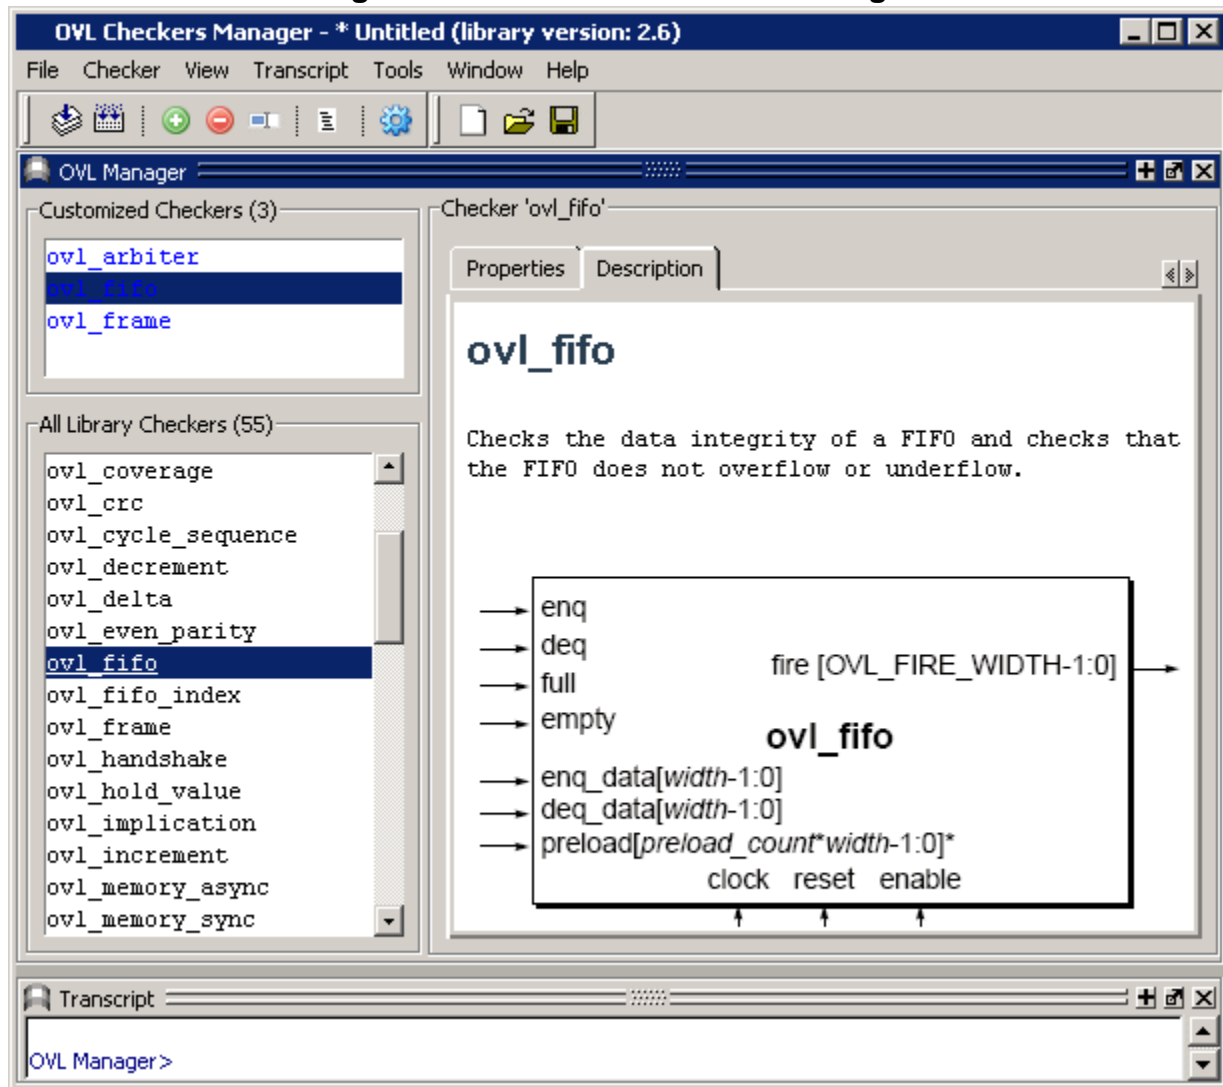 OVL Checkers Manager - * Untitled (library version: 2.6)
File Checker View Transcript Tools Window Help
OVL Manager
Customized Checkers (3)
ovl_arbiter
ovl_fifo
ovl_frame
All Library Checkers (55)
ovl_coverage
ovl_crc
ovl_cycle_sequence
ovl_decrement
ovl_delta
ovl_even_parity
ovl_fifo
ovl_fifo_index
ovl_frame
ovl_handshake
ovl_hold_value
ovl_implication
ovl_increment
ovl_memory_async
ovl_memory_sync
Checker 'ovl_fifo'
Properties Description
ovl_fifo
Checks the data integrity of a FIFO and checks that
the FIFO does not overflow or underflow.
enq
deq
full
empty
fire [OVL_FIRE_WIDTH-1:0]
ovl_fifo
enq_data[width-1:0]
deq_data[width-1:0]
preload[preload_count*width-1:0]*
clock reset enable
Transcript
OVL Manager>